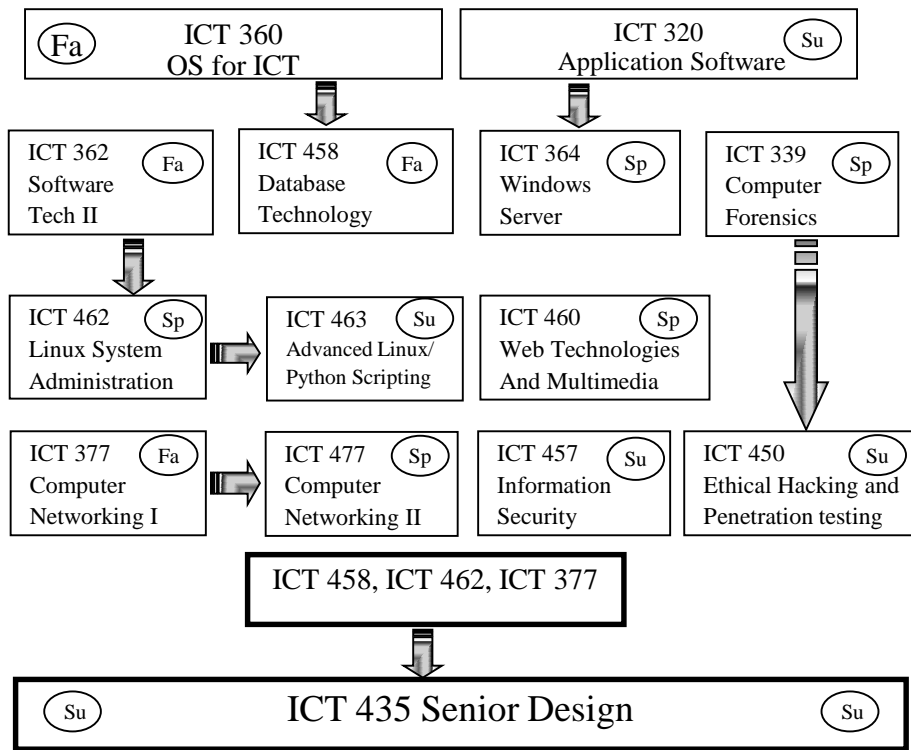 Fa
ICT 360
OS for ICT
ICT 320
Application Software
Su
ICT 362
Software
Tech II
Fa
ICT 458
Database
Technology
Fa
ICT 364
Windows
Server
Sp
ICT 339
Computer
Forensics
Sp
ICT 462
Linux System
Administration
Sp
ICT 463
Advanced Linux/
Python Scripting
Su
ICT 460
Web Technologies
And Multimedia
Sp
ICT 377
Computer
Networking I
Fa
ICT 477
Computer
Networking II
Sp
ICT 457
Information
Security
Su
ICT 450
Ethical Hacking and
Penetration testing
Su
ICT 458, ICT 462, ICT 377
Su
ICT 435 Senior Design
Su